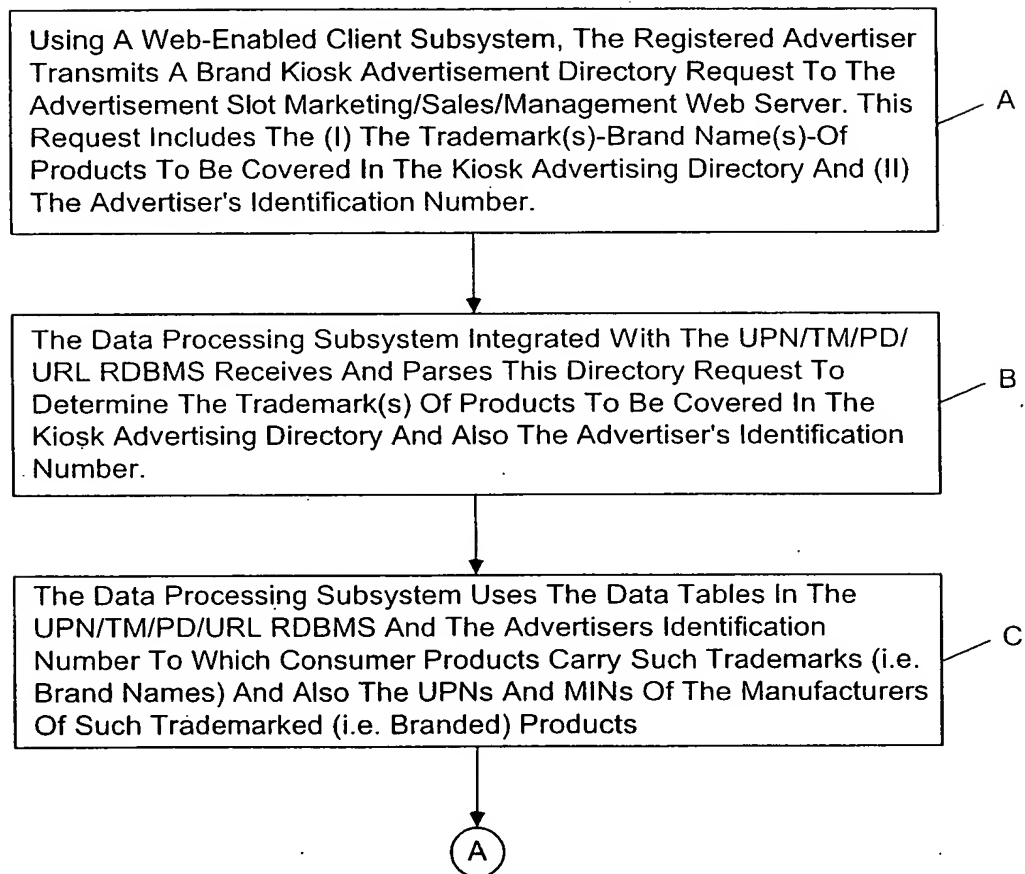 Using A Web-Enabled Client Subsystem, The Registered Advertiser
Transmits A Brand Kiosk Advertisement Directory Request To The
Advertisement Slot Marketing/Sales/Management Web Server. This
Request Includes The (I) The Trademark(s)-Brand Name(s)-Of
Products To Be Covered In The Kiosk Advertising Directory And (II)
The Advertiser's Identification Number.
A
The Data Processing Subsystem Integrated With The UPN/TM/PD/
URL RDBMS Receives And Parses This Directory Request To
Determine The Trademark(s) Of Products To Be Covered In The
Kiosk Advertising Directory And Also The Advertiser's Identification
Number.
B
The Data Processing Subsystem Uses The Data Tables In The
UPN/TM/PD/URL RDBMS And The Advertisers Identification
Number To Which Consumer Products Carry Such Trademarks (i.e.
Brand Names) And Also The UPNs And MINs Of The Manufacturers
Of Such Trademarked (i.e. Branded) Products
C
A